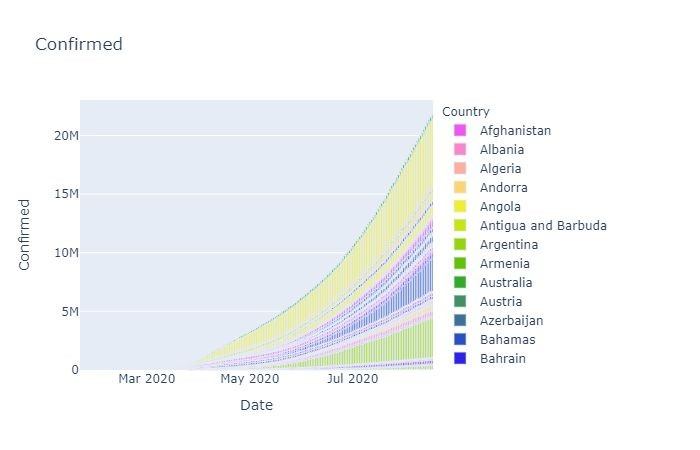 Confirmed
20M
15M
10M
5M
0
Confirmed
Mar 2020
May 2020
Jul 2020
Date
Country
Afghanistan
Albania
Algeria
Andorra
Angola
Antigua and Barbuda
Argentina
Armenia
Australia
Austria
Azerbaijan
Bahamas
Bahrain